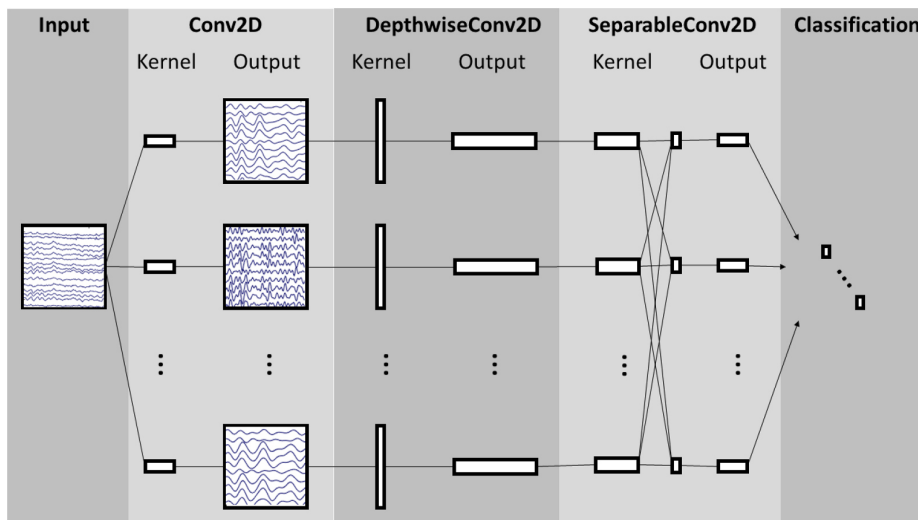 Input Conv2D DepthwiseConv2D SeparableConv2D Classification
Kernel Output Kernel Output Kernel Output